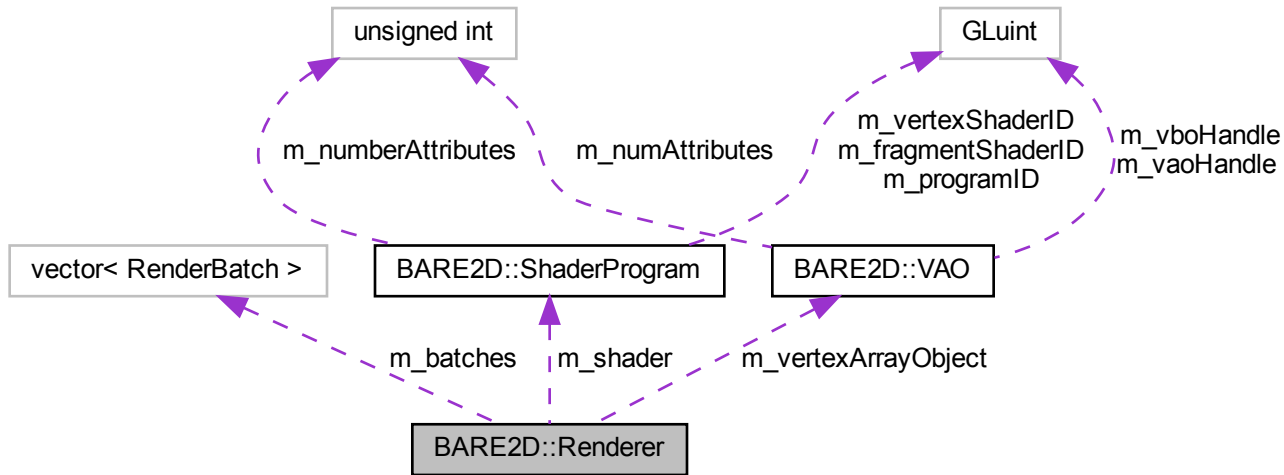 unsigned int
GLuint
m_numberAttributes
m_numAttributes
m_vertexShaderID
m_fragmentShaderID
m_programID
m_vboHandle
m_vaoHandle
vector< RenderBatch >
BARE2D::ShaderProgram
BARE2D::VAO
m_batches
m_shader
m_vertexArrayObject
BARE2D::Renderer